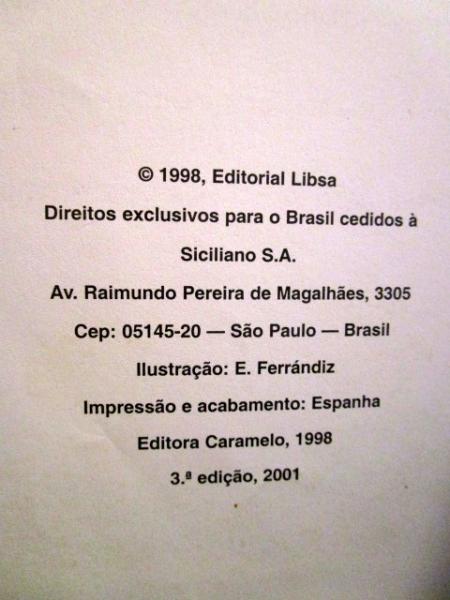 © 1998, Editorial Libsa
Direitos exclusivos para o Brasil cedidos à
Siciliano S.A.
Av. Raimundo Pereira de Magalhães, 3305
Cep: 05145-20 — São Paulo — Brasil
Ilustração: E. Ferrándiz
Impressão e acabamento: Espanha
Editora Caramelo, 1998
3.ª edição, 2001